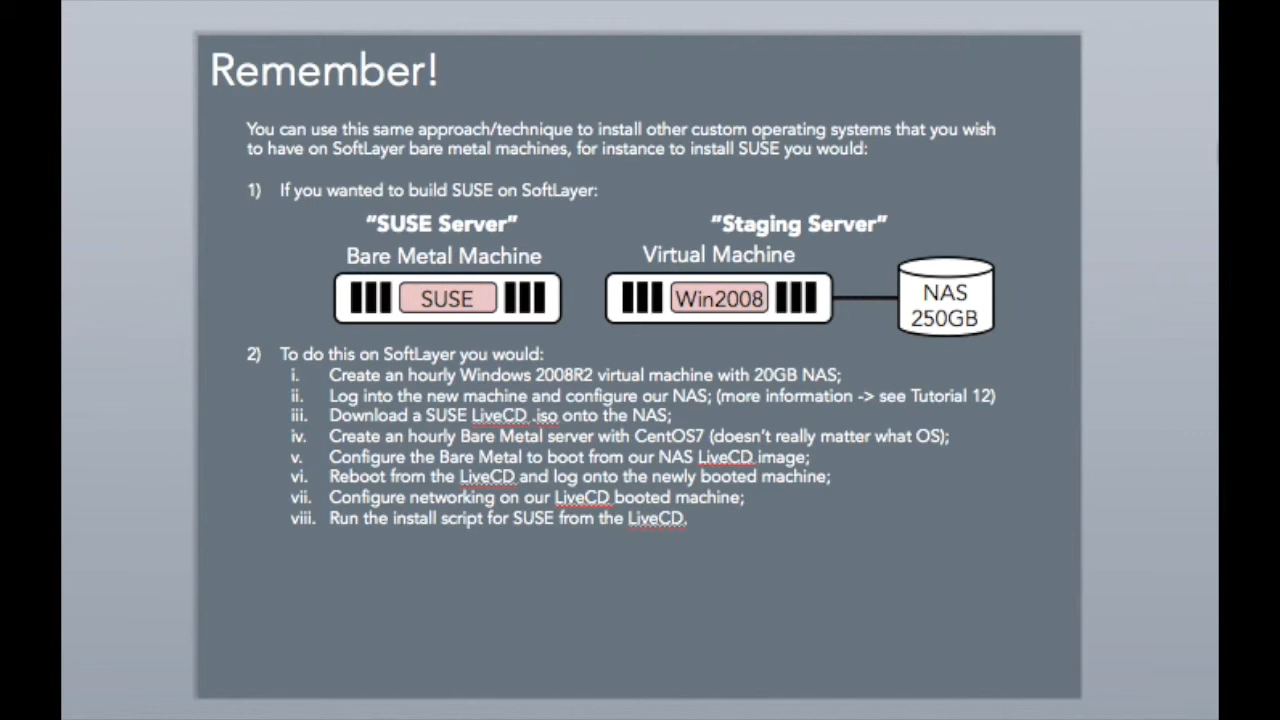 Remember!
You can use this same approach/technique to install other custom operating systems that you wish
to have on SoftLayer bare metal machines, for instance to install SUSE you would:
1) If you wanted to build SUSE on SoftLayer:
"SUSE Server" "Staging Server"
Bare Metal Machine Virtual Machine
SUSE Win2008 NAS
250GB
2) To do this on SoftLayer you would:
i. Create an hourly Windows 2008R2 virtual machine with 20GB NAS;
ii. Log into the new machine and configure our NAS; (more information -> see Tutorial 12)
iii. Download a SUSE LiveCD .iso onto the NAS;
iv. Create an hourly Bare Metal server with CentOS7 (doesn't really matter what OS);
v. Configure the Bare Metal to boot from our NAS LiveCD image;
vi. Reboot from the LiveCD and log onto the newly booted machine;
vii. Configure networking on our LiveCD booted machine;
viii. Run the install script for SUSE from the LiveCD.